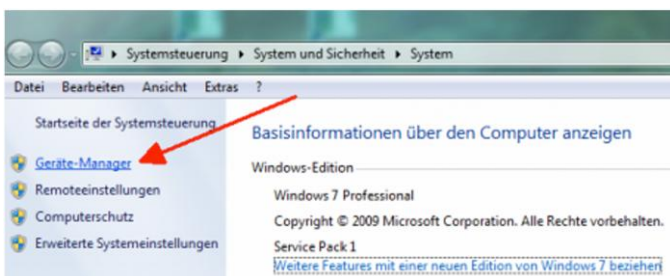 Systemsteuerung ▸ System und Sicherheit ▸ System
Datei Bearbeiten Ansicht Extras ?
Startseite der Systemsteuerung
Geräte-Manager
Remoteeinstellungen
Computerschutz
Erweiterte Systemeinstellungen
Basisinformationen über den Computer anzeigen
Windows-Edition
Windows 7 Professional
Copyright © 2009 Microsoft Corporation. Alle Rechte vorbehalten.
Service Pack 1
Weitere Features mit einer neuen Edition von Windows 7 beziehen